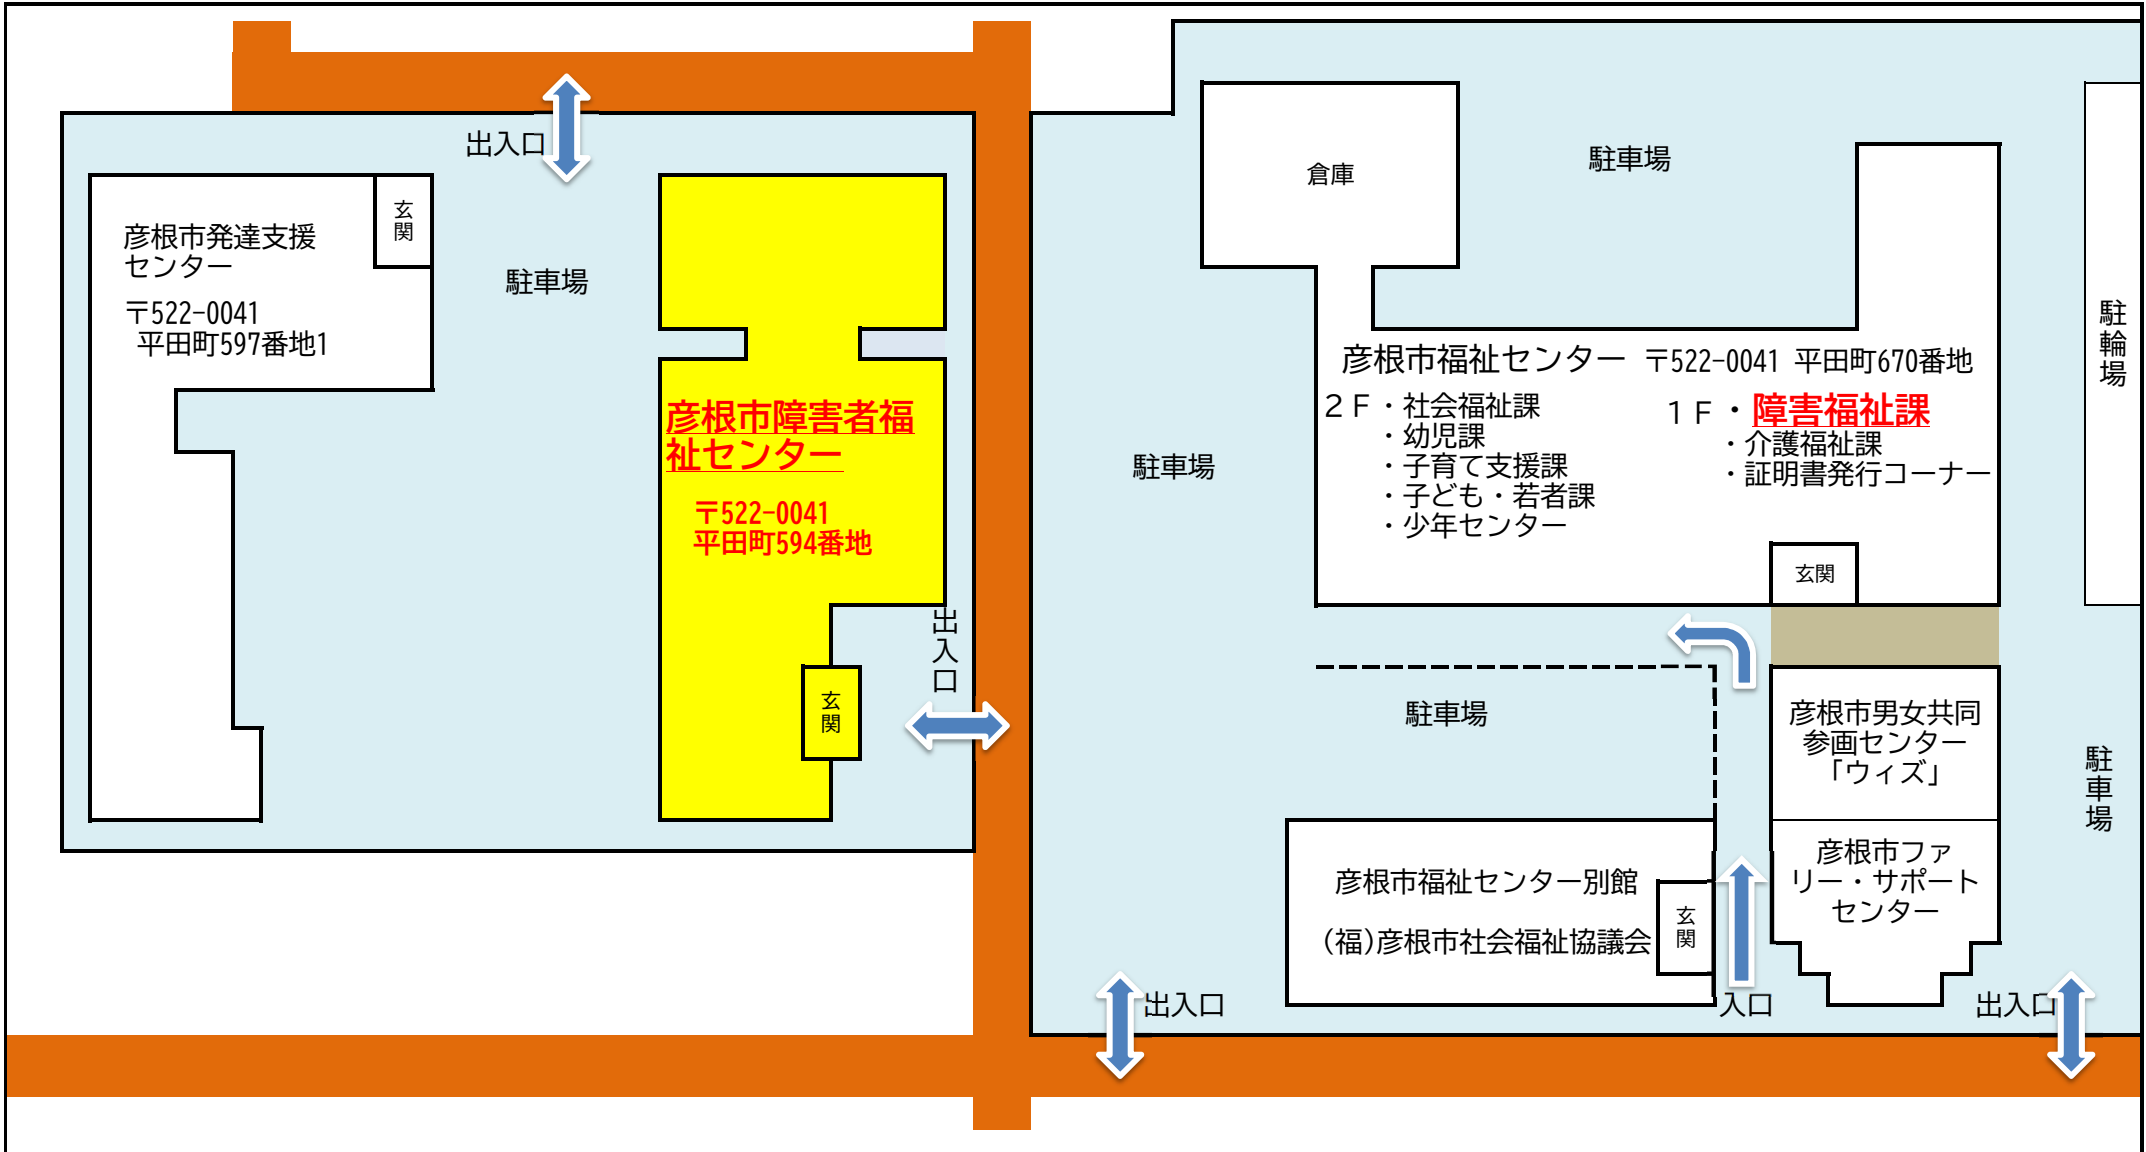 出入口
彦根市発達支援
センター
〒522-0041
平田町597番地1
玄関
駐車場
彦根市障害者福
祉センター
〒522-0041
平田町594番地
出入口
玄関
倉庫
駐車場
駐輪場
駐車場
彦根市福祉センター 〒522-0041 平田町670番地
２Ｆ・社会福祉課
・幼児課
・子育て支援課
・子ども・若者課
・少年センター
１Ｆ・障害福祉課
・介護福祉課
・証明書発行コーナー
玄関
駐車場
彦根市男女共同
参画センター
「ウィズ」
駐車場
彦根市ファ
リー・サポート
センター
彦根市福祉センター別館
(福)彦根市社会福祉協議会
玄関
出入口
入口
出入口